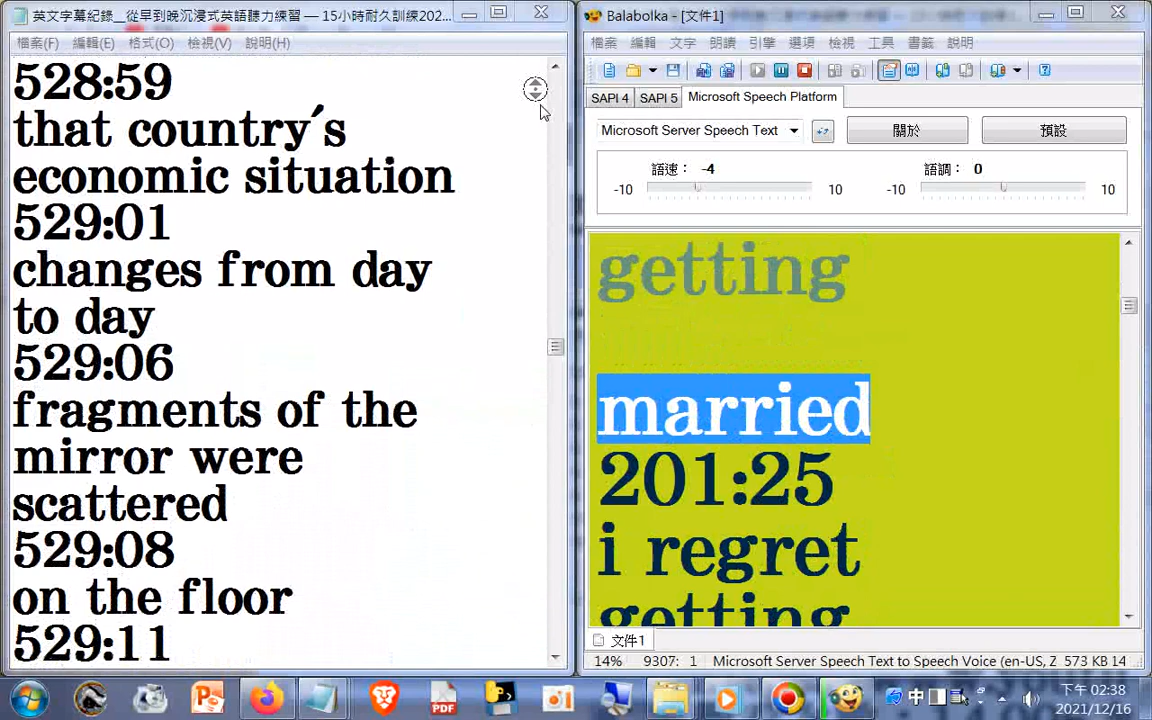 英文字幕紀錄__從早到晚沉浸式英語聽力練習 — 15小時耐久訓練202...
檔案(F) 編輯(E) 格式(O) 檢視(V) 說明(H)
528:59
that country's
economic situation
529:01
changes from day
to day
529:06
fragments of the
mirror were
scattered
529:08
on the floor
529:11
Balabolka - [文件1]
檔案 編輯 文字 朗讀 引擎 選項 檢視 工具 書籤 說明
SAPI 4 SAPI 5 Microsoft Speech Platform
Microsoft Server Speech Text 關於 預設
語速： -4 語調： 0
-10 10 -10 10
getting
married
201:25
i regret
getting
文件1
14% 9307: 1 Microsoft Server Speech Text to Speech Voice (en-US, Z 573 KB 14
PDF 中 下午 02:38
2021/12/16